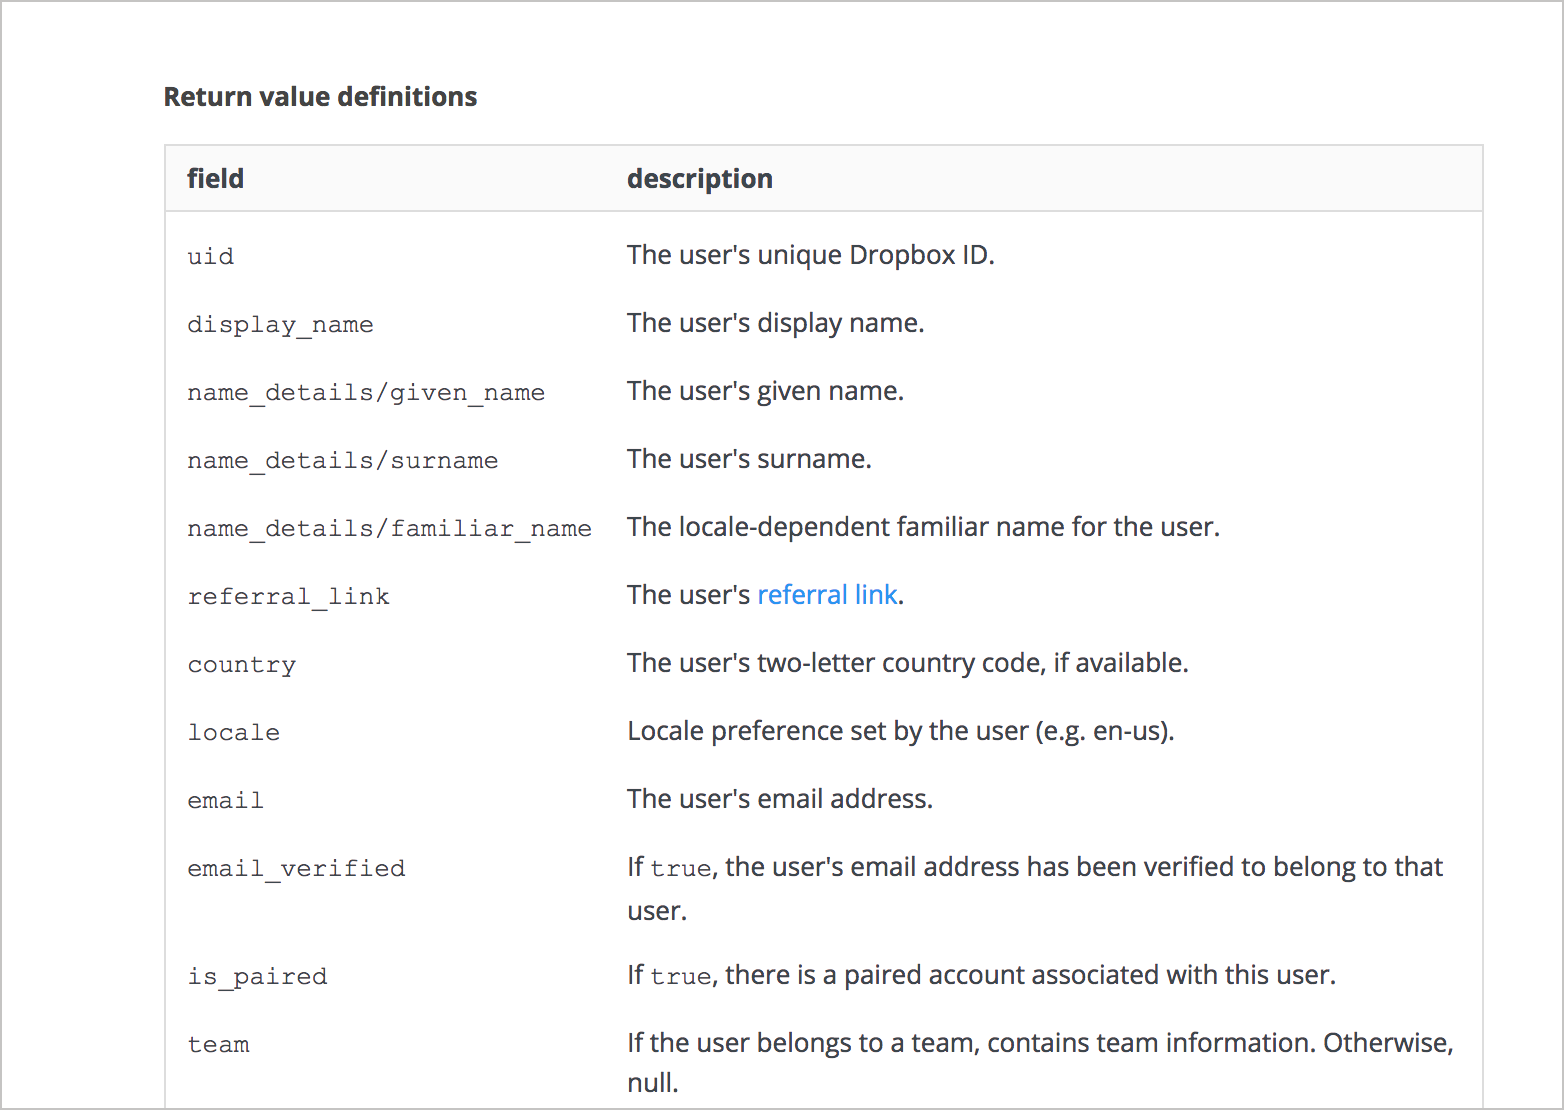 Return value definitions
field description
uid The user's unique Dropbox ID.
display_name The user's display name.
name_details/given_name The user's given name.
name_details/surname The user's surname.
name_details/familiar_name The locale-dependent familiar name for the user.
referral_link The user's referral link.
country The user's two-letter country code, if available.
locale Locale preference set by the user (e.g. en-us).
email The user's email address.
email_verified If true, the user's email address has been verified to belong to that
user.
is_paired If true, there is a paired account associated with this user.
team If the user belongs to a team, contains team information. Otherwise,
null.